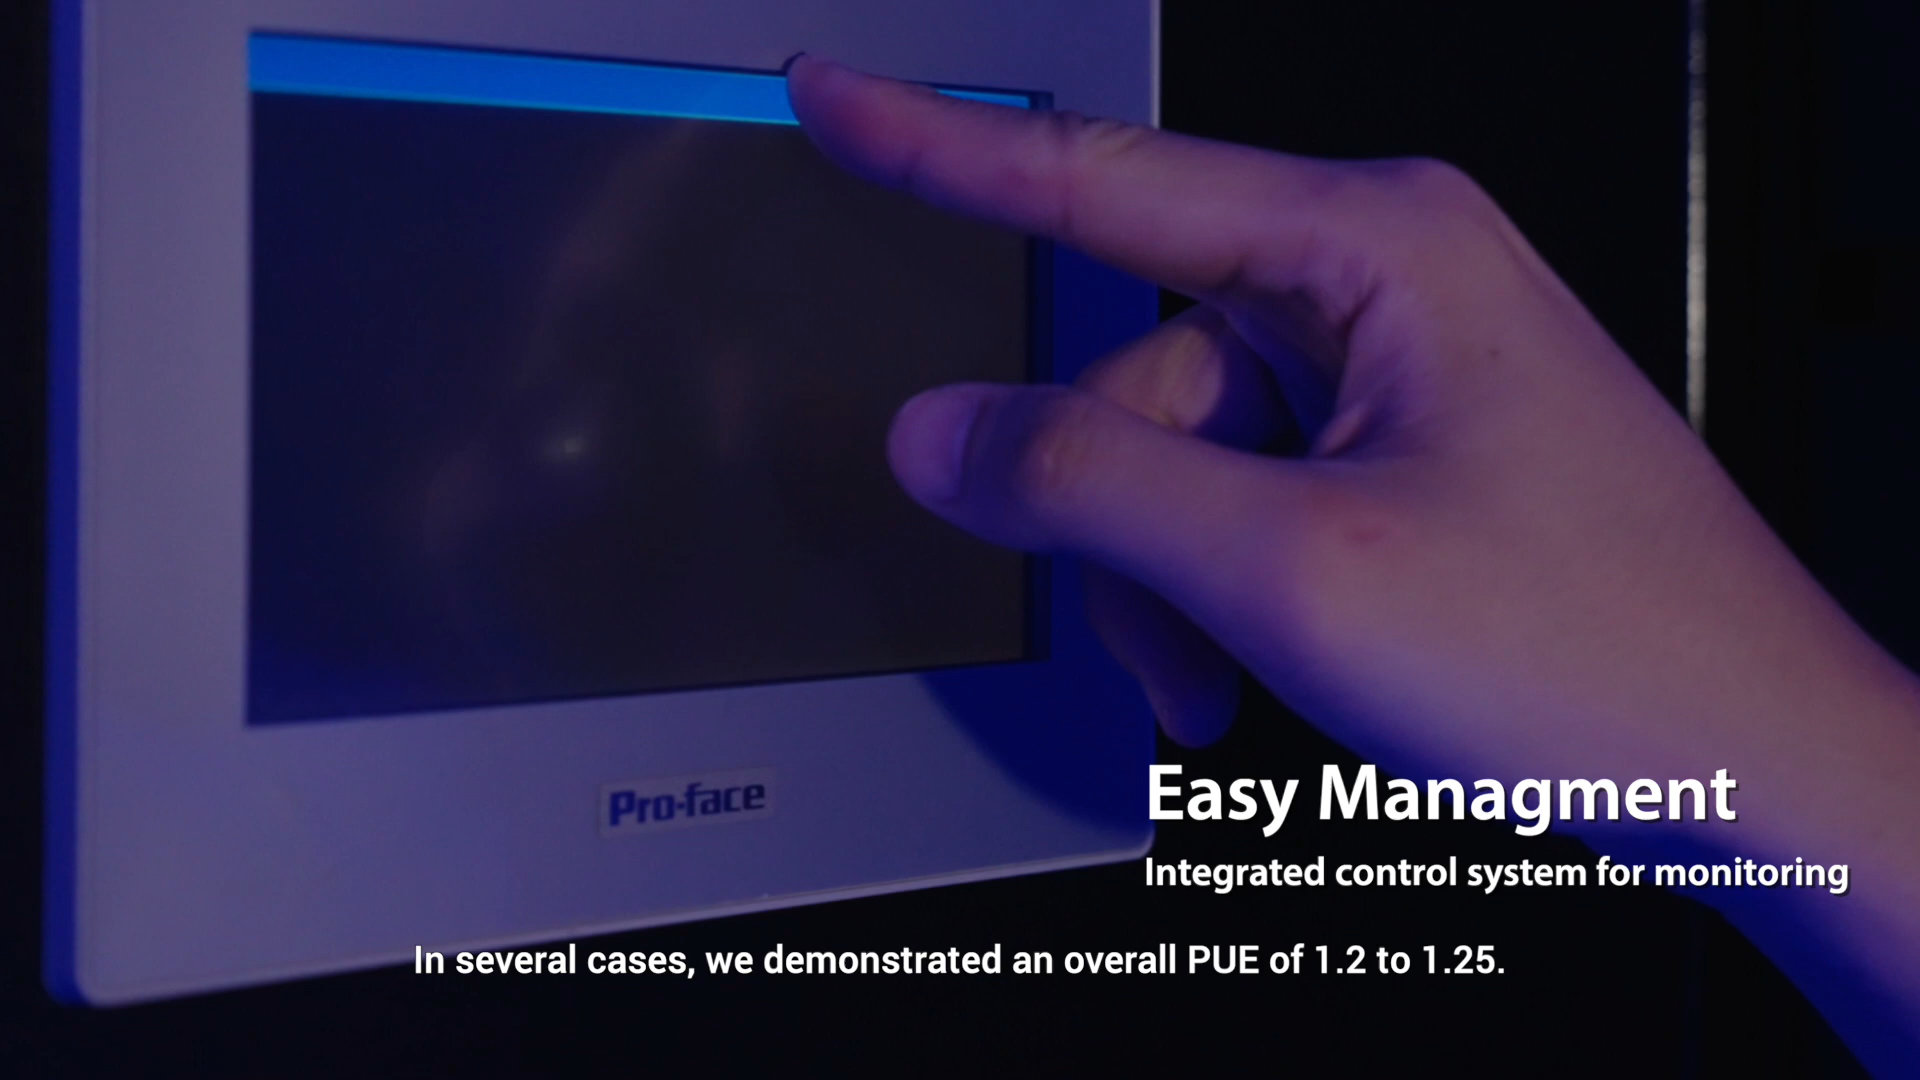 Pro-face
Easy Managment
Integrated control system for monitoring
In several cases, we demonstrated an overall PUE of 1.2 to 1.25.